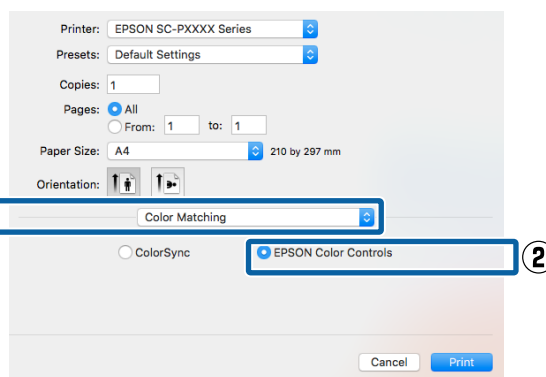 Printer: EPSON SC-PXXXX Series
Presets: Default Settings
Copies: 1
Pages: All
From: 1 to: 1
Paper Size: A4 210 by 297 mm
Orientation:
Color Matching
ColorSync EPSON Color Controls
2
Cancel Print